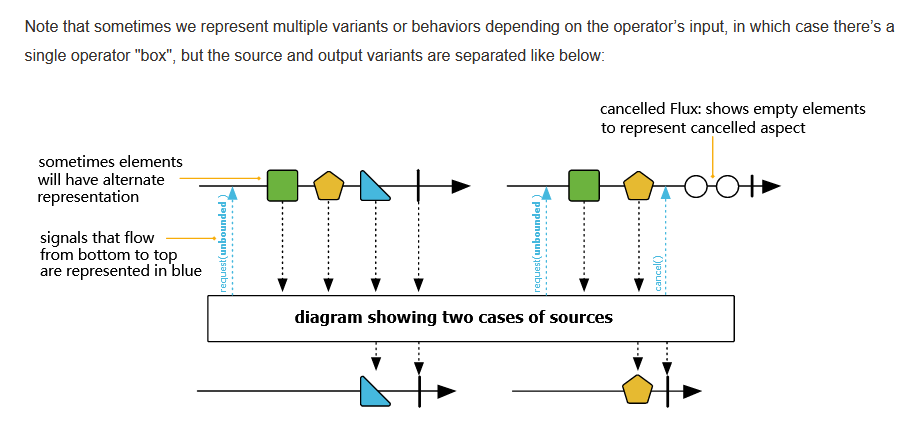 Note that sometimes we represent multiple variants or behaviors depending on the operator’s input, in which case there’s a
single operator "box", but the source and output variants are separated like below:
cancelled Flux: shows empty elements
to represent cancelled aspect
sometimes elements
will have alternate
representation
signals that flow
from bottom to top
are represented in blue
request(unbounded)
request(unbounded)
cancel()
diagram showing two cases of sources